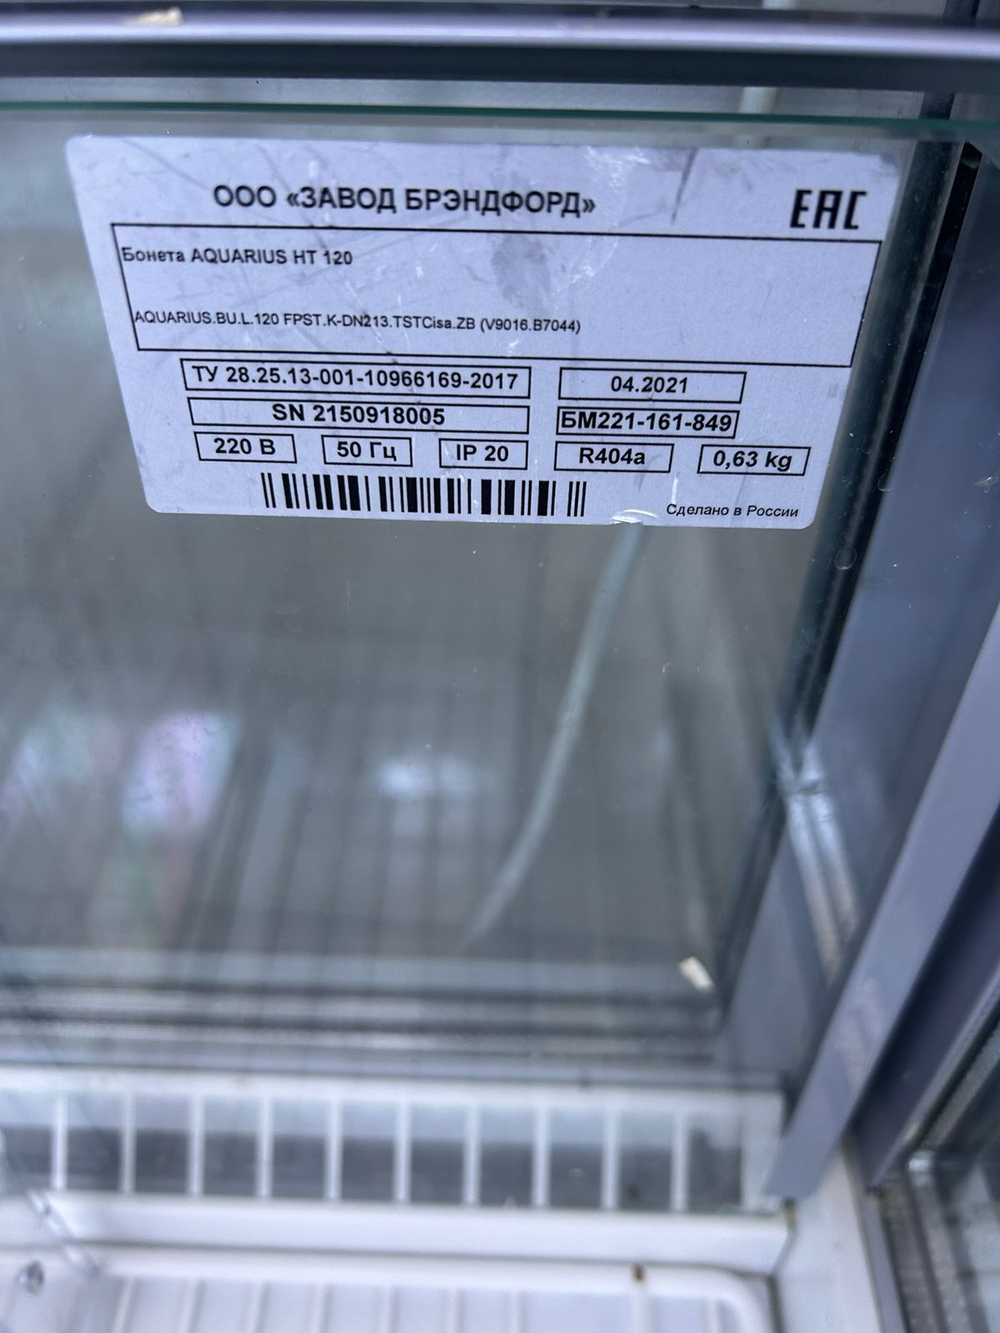 ООО «ЗАВОД БРЭНДФОРД»
EAC
Бонета AQUARIUS HT 120
AQUARIUS.BU.L.120 FPST.K-DN213.TSTCisa.ZB (V9016.B7044)
ТУ 28.25.13-001-10966169-2017
04.2021
SN 2150918005
БМ221-161-849
220 В
50 Гц
IP 20
R404a
0,63 kg
Сделано в России